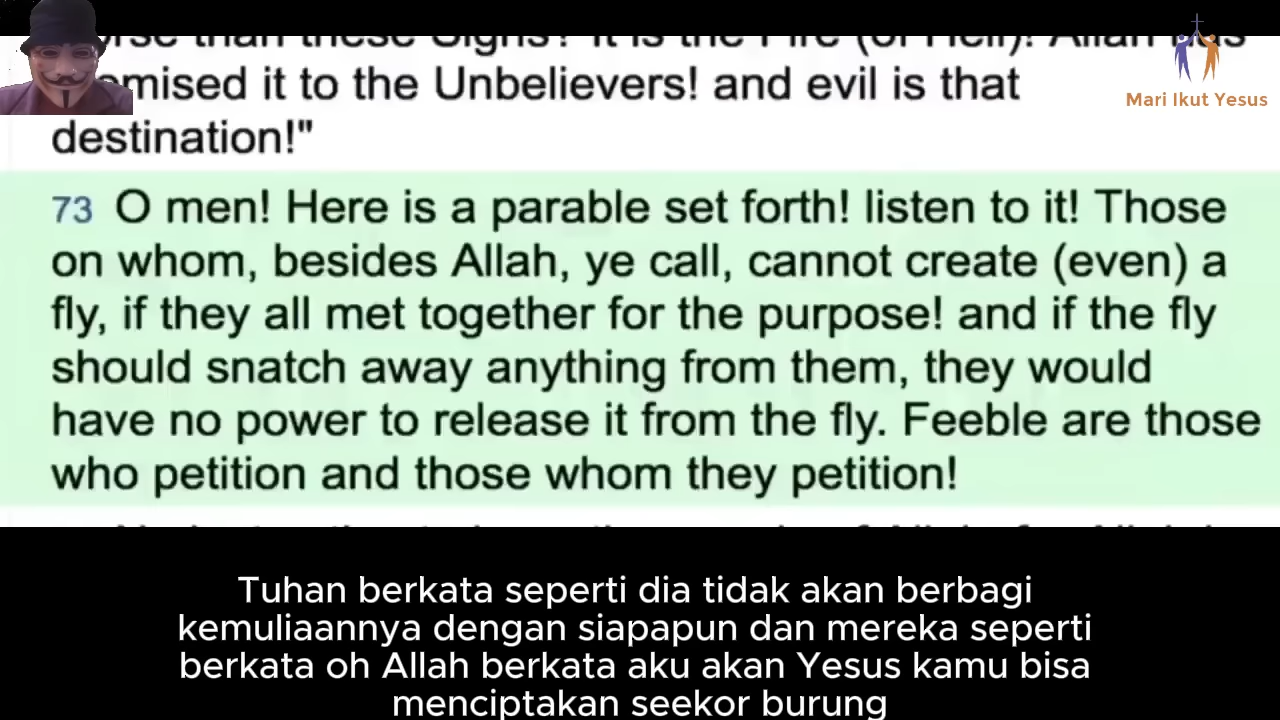 Mari Ikut Yesus
destination!"
it to the Unbelievers! and evil is that
73 O men! Here is a parable set forth! listen to it! Those
on whom, besides Allah, ye call, cannot create (even) a
fly, if they all met together for the purpose! and if the fly
should snatch away anything from them, they would
have no power to release it from the fly. Feeble are those
who petition and those whom they petition!
Tuhan berkata seperti dia tidak akan berbagi
kemuliaannya dengan siapapun dan mereka seperti
berkata oh Allah berkata aku akan Yesus kamu bisa
menciptakan seekor burung